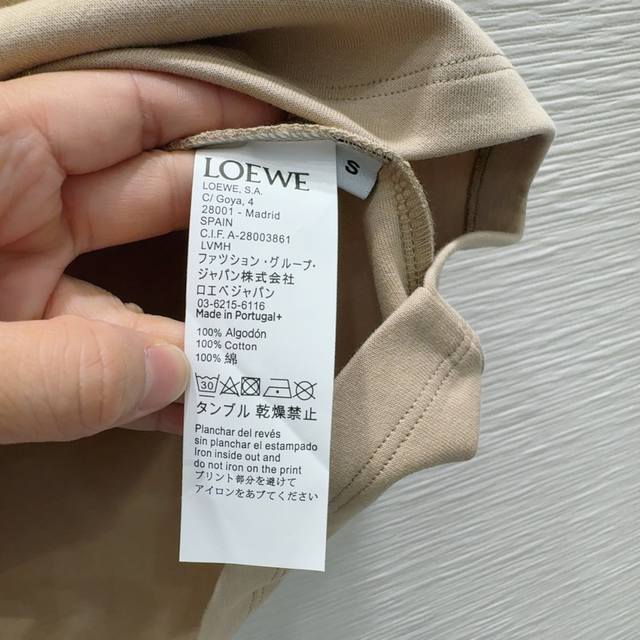 LOEWE
S
LOEWE, S.A.
C/ Goya, 4
28001 - Madrid
SPAIN
C.I.F. A-28003861
LVMH
ファツション・グループ・
ジャパン株式会社
ロエベジャパン
03-6215-6116
Made in Portugal+
100% Algodón
100% Cotton
100% 綿
30
タンブル 乾燥禁止
Planchar del revés
sin planchar el estampado
Iron inside out and
do not iron on the print
プリント部分を避けて
アイロンをあブてください